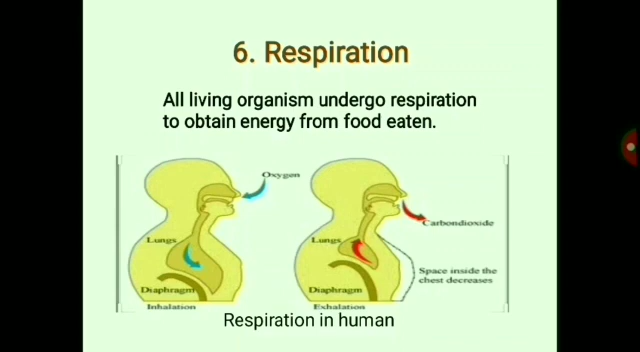 6. Respiration
All living organism undergo respiration
to obtain energy from food eaten.
Oxygen
Lungs
Diaphragm
Inhalation
Carbondioxide
Lungs
Space inside the
chest decreases
Diaphragm
Exhalation
Respiration in human